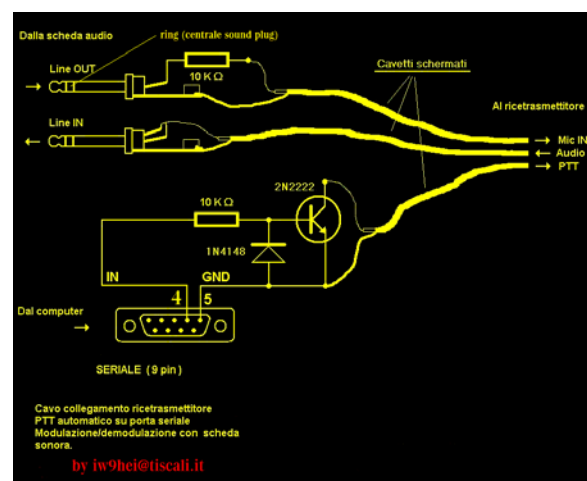 Dalla scheda audio
ring (centrale sound plug)
Line OUT
10 K Ω
Cavetti schermati
Al ricetrasmettitore
Line IN
Mic IN
Audio
PTT
2N2222
10K Ω
1N4148
IN
GND
4
5
Dal computer
SERIALE ( 9 pin )
Cavo collegamento ricetrasmettitore
PTT automatico su porta seriale
Modulazione/demodulazione con scheda
sonora.
by iw9hei@tiscali.it